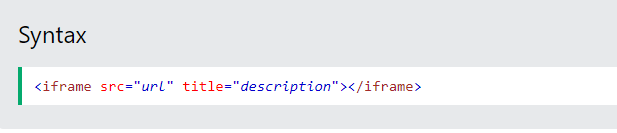 Syntax
<iframe src="url" title="description"></iframe>